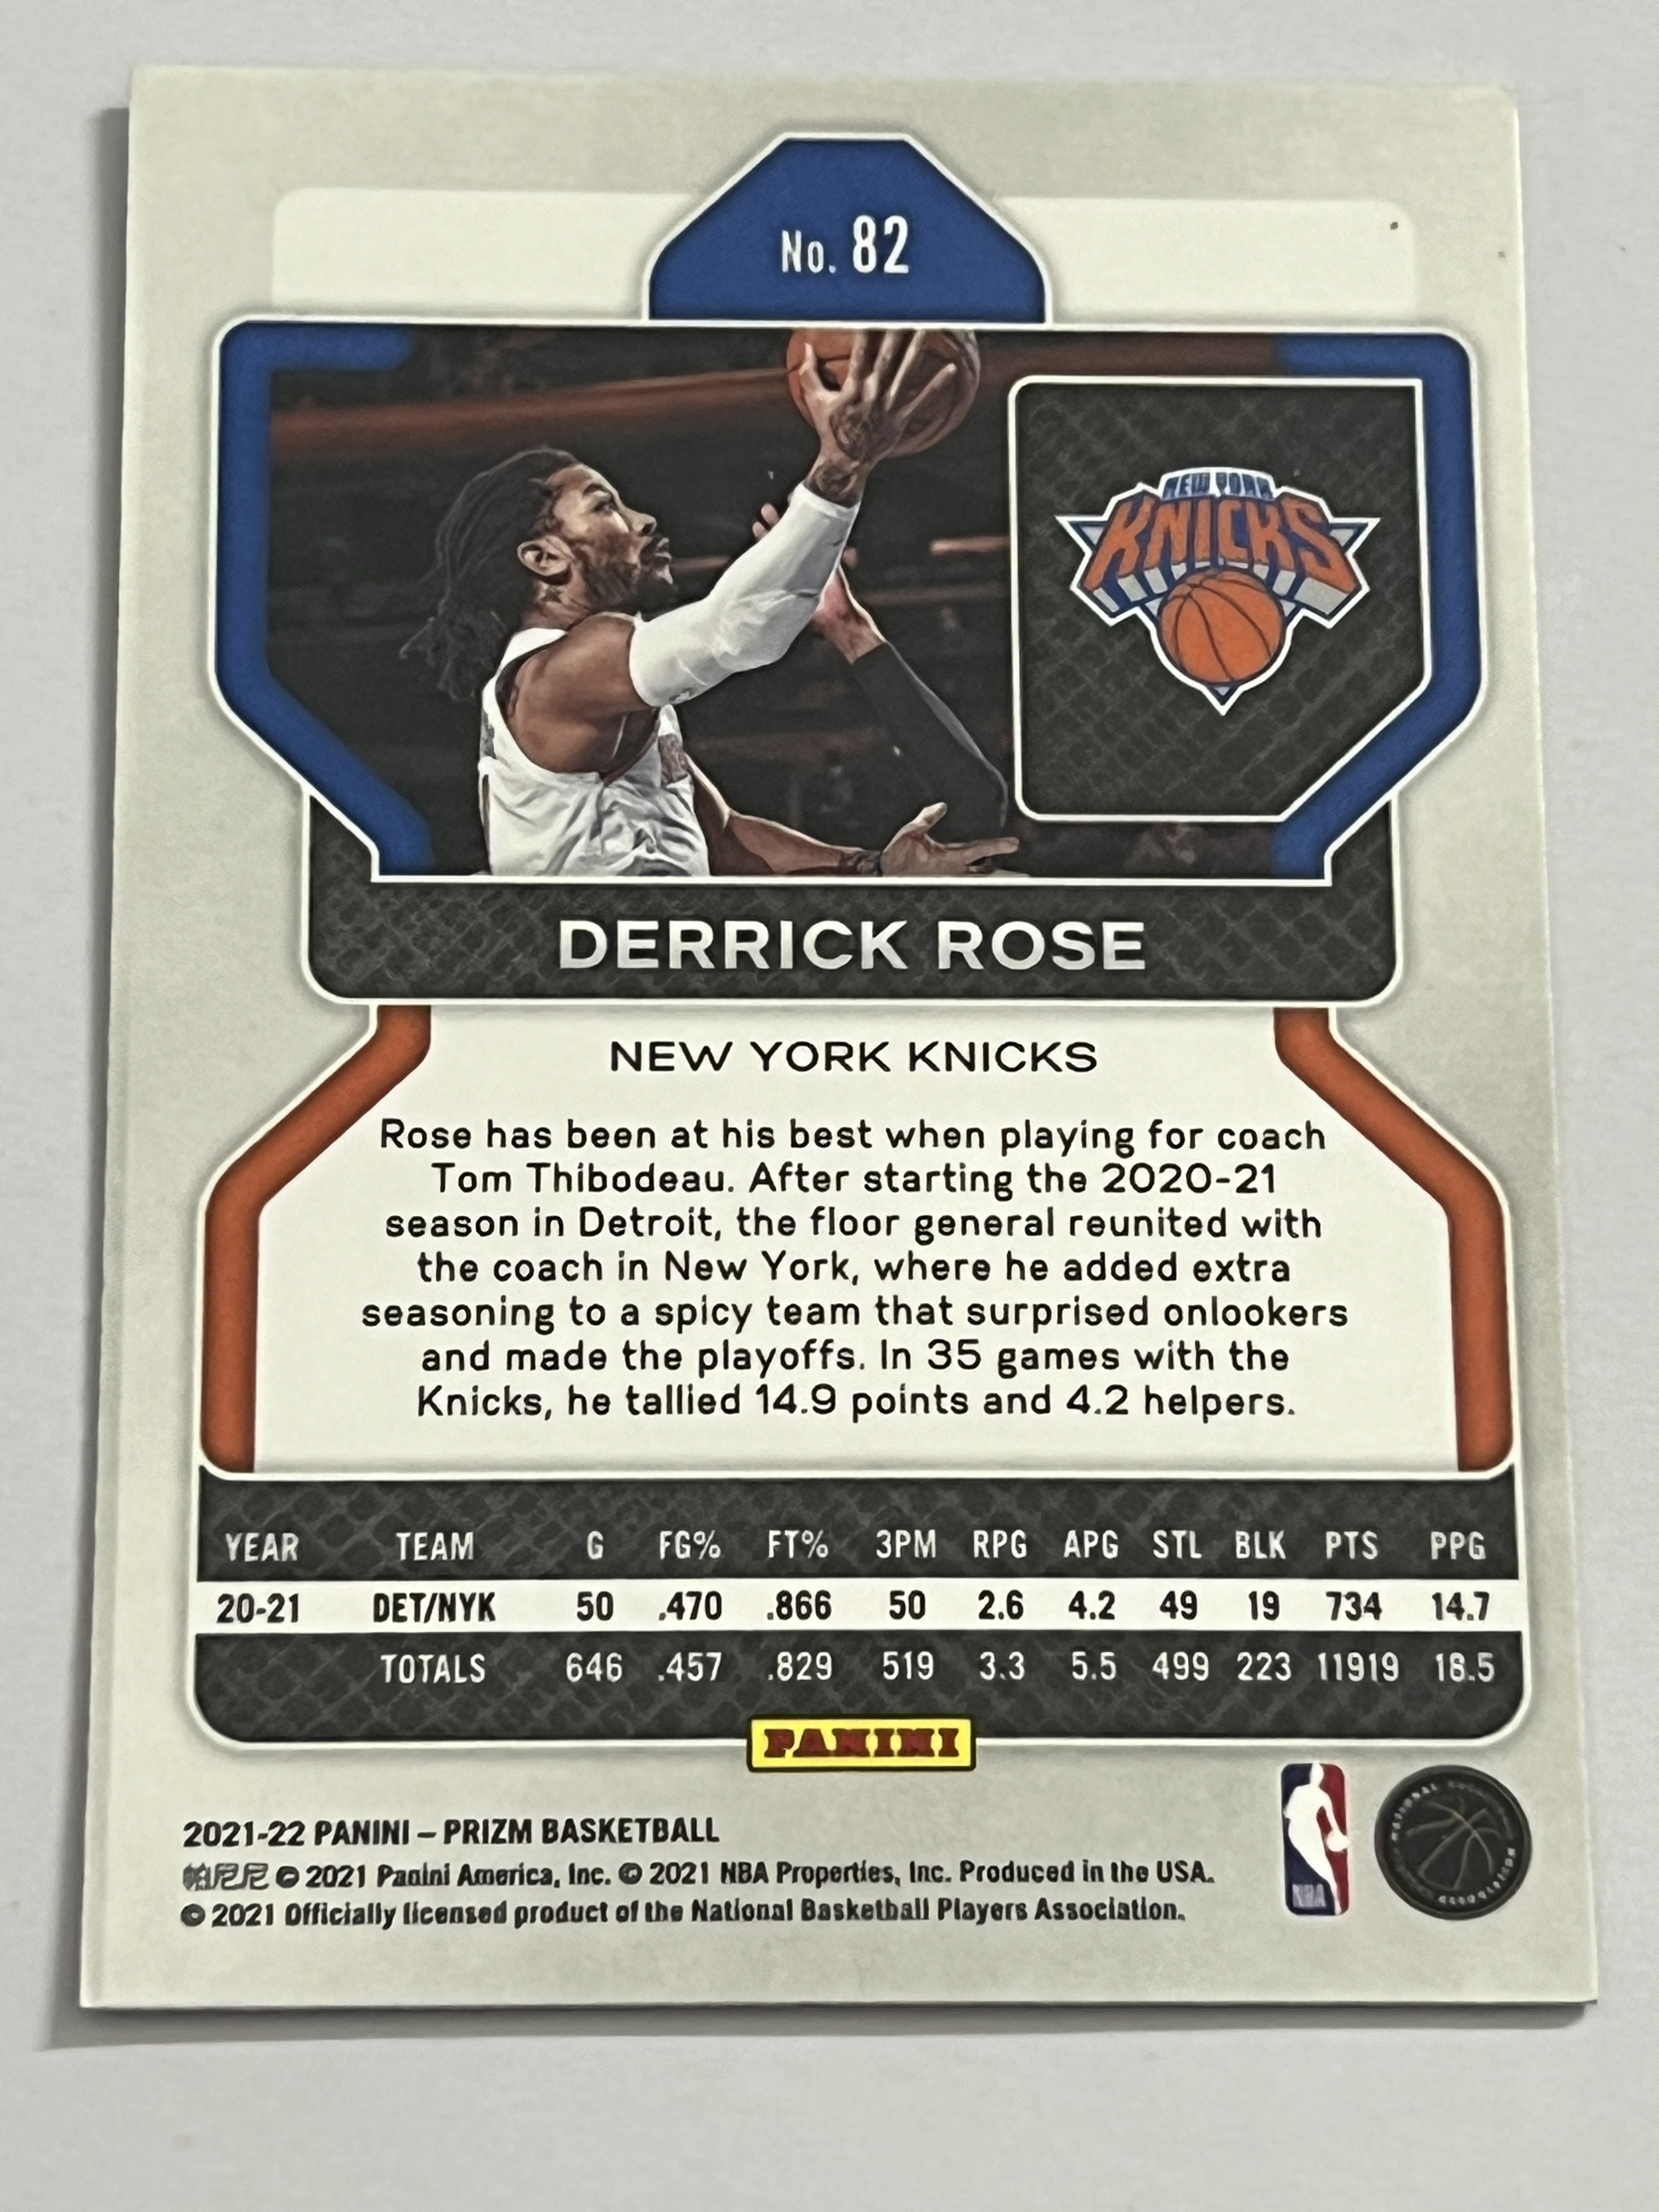 No. 82
NEW YORK
KNICKS
DERRICK ROSE
NEW YORK KNICKS
Rose has been at his best when playing for coach
Tom Thibodeau. After starting the 2020-21
season in Detroit, the floor general reunited with
the coach in New York, where he added extra
seasoning to a spicy team that surprised onlookers
and made the playoffs. In 35 games with the
Knicks, he tallied 14.9 points and 4.2 helpers.
YEAR TEAM G FG% FT% 3PM RPG APG STL BLK PTS PPG
20-21 DET/NYK 50 .470 .866 50 2.6 4.2 49 19 734 14.7
TOTALS 646 .457 .829 519 3.3 5.5 499 223 11919 18.5
PANINI
2021-22 PANINI – PRIZM BASKETBALL
帕尼尼 © 2021 Panini America, Inc. © 2021 NBA Properties, Inc. Produced in the USA.
© 2021 Officially licensed product of the National Basketball Players Association.
NBA